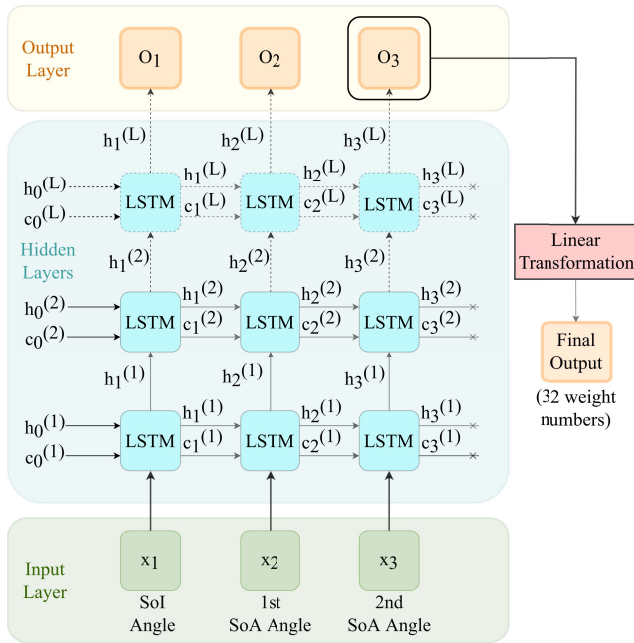 Output
Layer
O1
O2
O3
h1(L)
h2(L)
h3(L)
h0(L)
c0(L)
LSTM
h1(L)
c1(L)
LSTM
h2(L)
c2(L)
LSTM
h3(L)
c3(L)
Hidden
Layers
h1(2)
h2(2)
h3(2)
h0(2)
c0(2)
LSTM
h1(2)
c1(2)
LSTM
h2(2)
c2(2)
LSTM
h3(2)
c3(2)
h1(1)
h2(1)
h3(1)
h0(1)
c0(1)
LSTM
h1(1)
c1(1)
LSTM
h2(1)
c2(1)
LSTM
h3(1)
c3(1)
Linear
Transformation
Final
Output
(32 weight
numbers)
Input
Layer
x1
x2
x3
SoI
Angle
1st
SoA Angle
2nd
SoA Angle